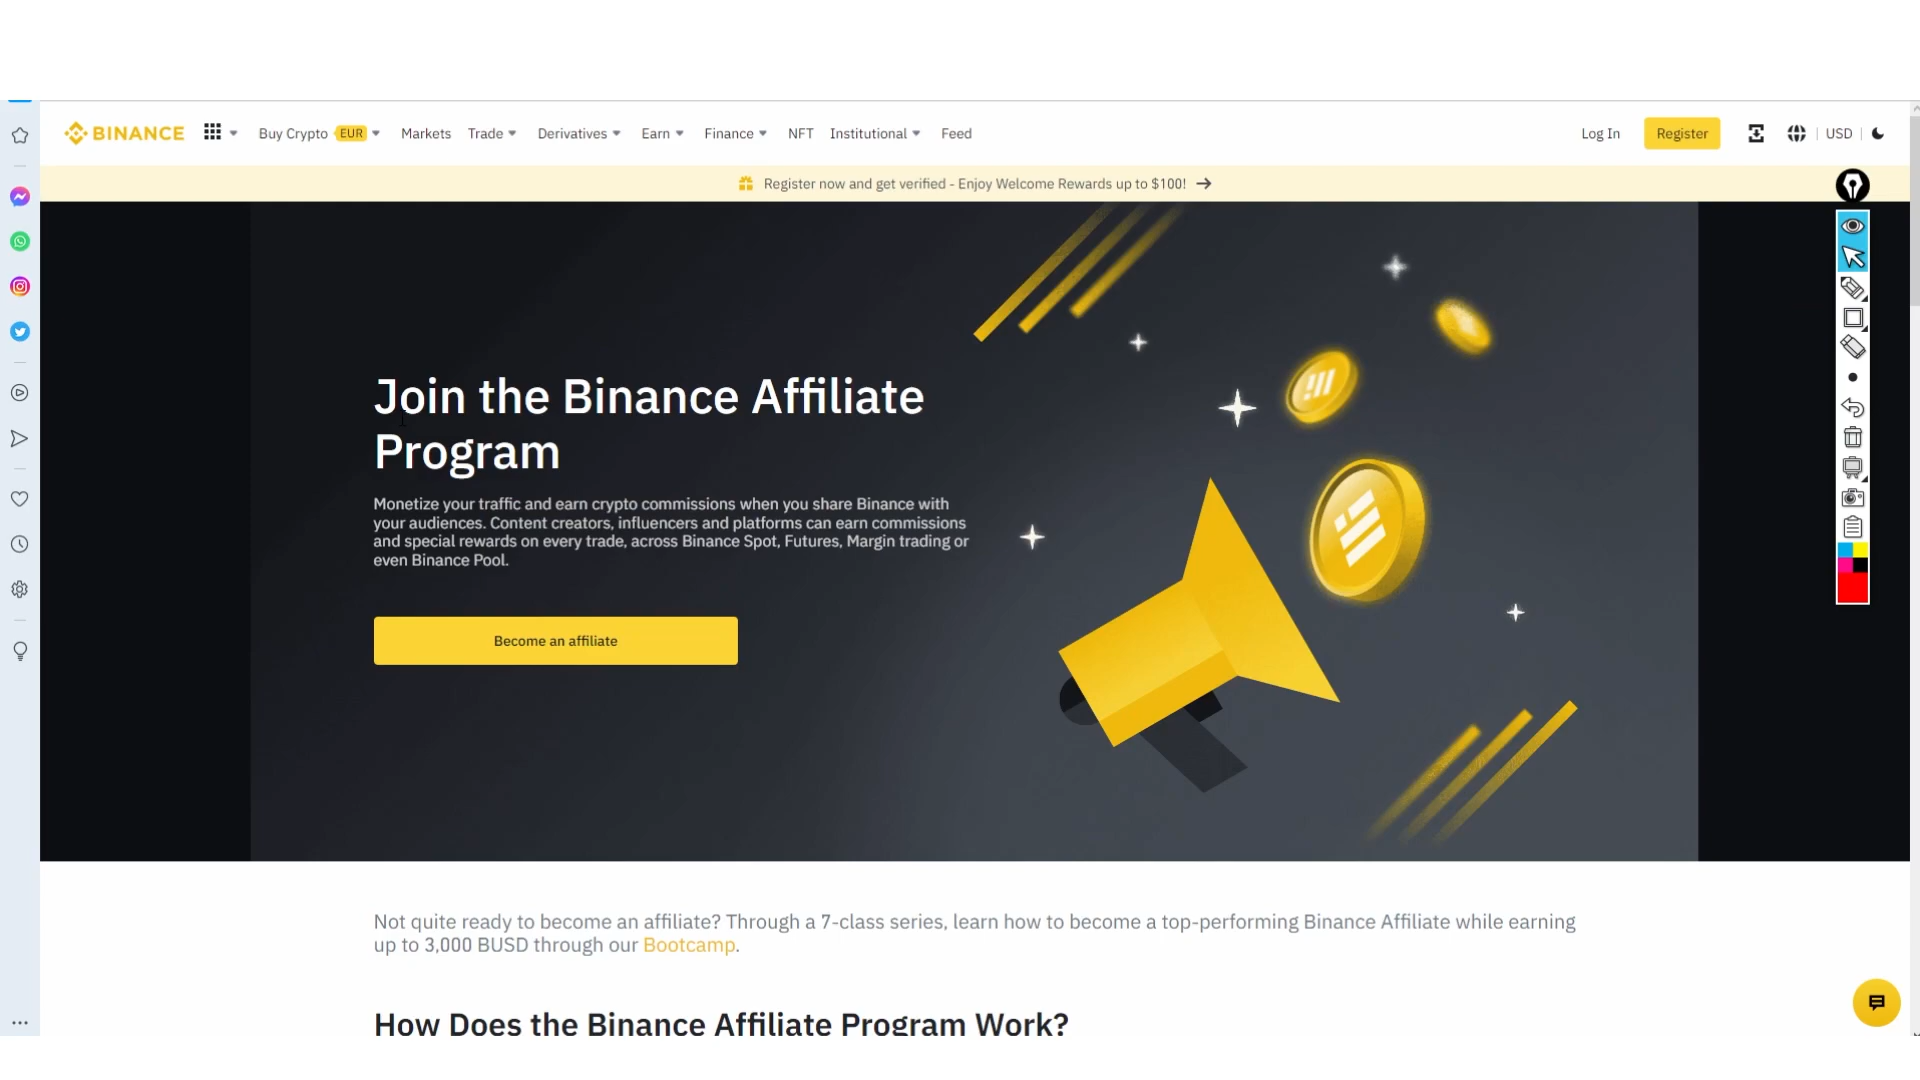 BINANCE Buy Crypto EUR Markets Trade Derivatives Earn Finance NFT Institutional Feed Log In Register USD
Register now and get verified - Enjoy Welcome Rewards up to $100!
Join the Binance Affiliate
Program
Monetize your traffic and earn crypto commissions when you share Binance with
your audiences. Content creators, influencers and platforms can earn commissions
and special rewards on every trade, across Binance Spot, Futures, Margin trading or
even Binance Pool.
Become an affiliate
Not quite ready to become an affiliate? Through a 7-class series, learn how to become a top-performing Binance Affiliate while earning
up to 3,000 BUSD through our Bootcamp.
How Does the Binance Affiliate Program Work?